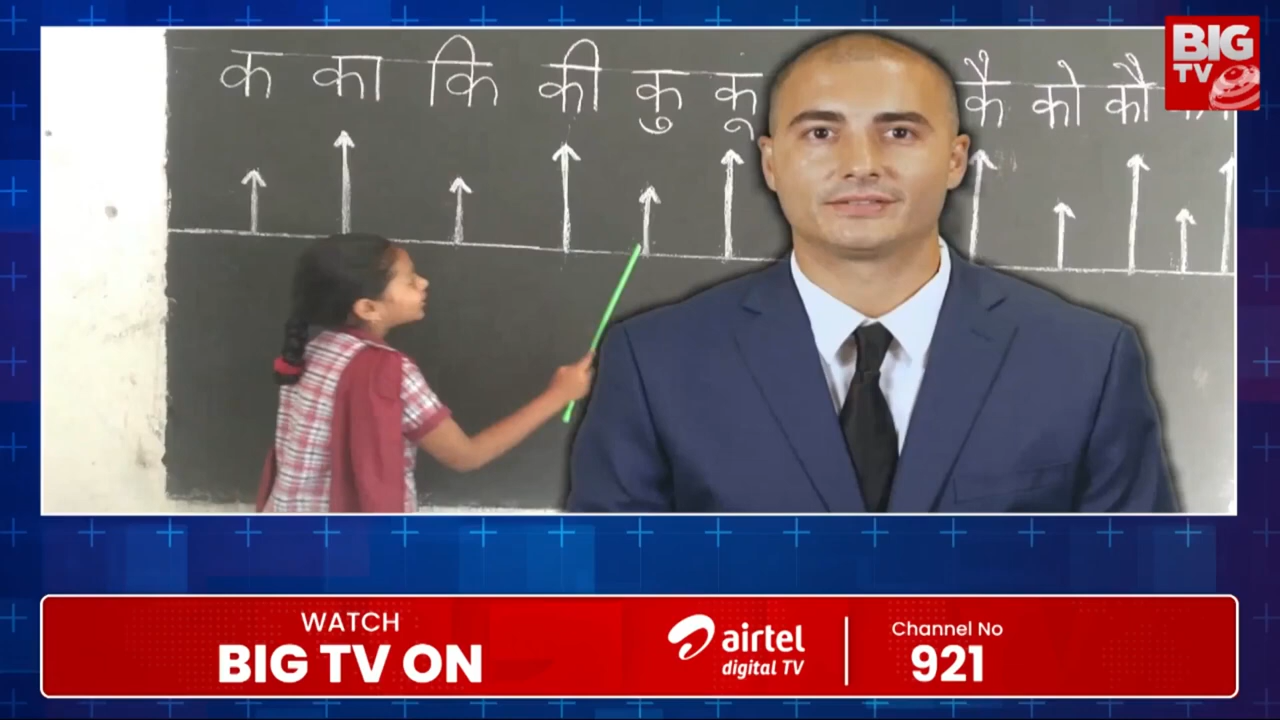 क का कि की कु कू कै को कौ
BIG
TV
WATCH
BIG TV ON
airtel
digital TV
Channel No
921